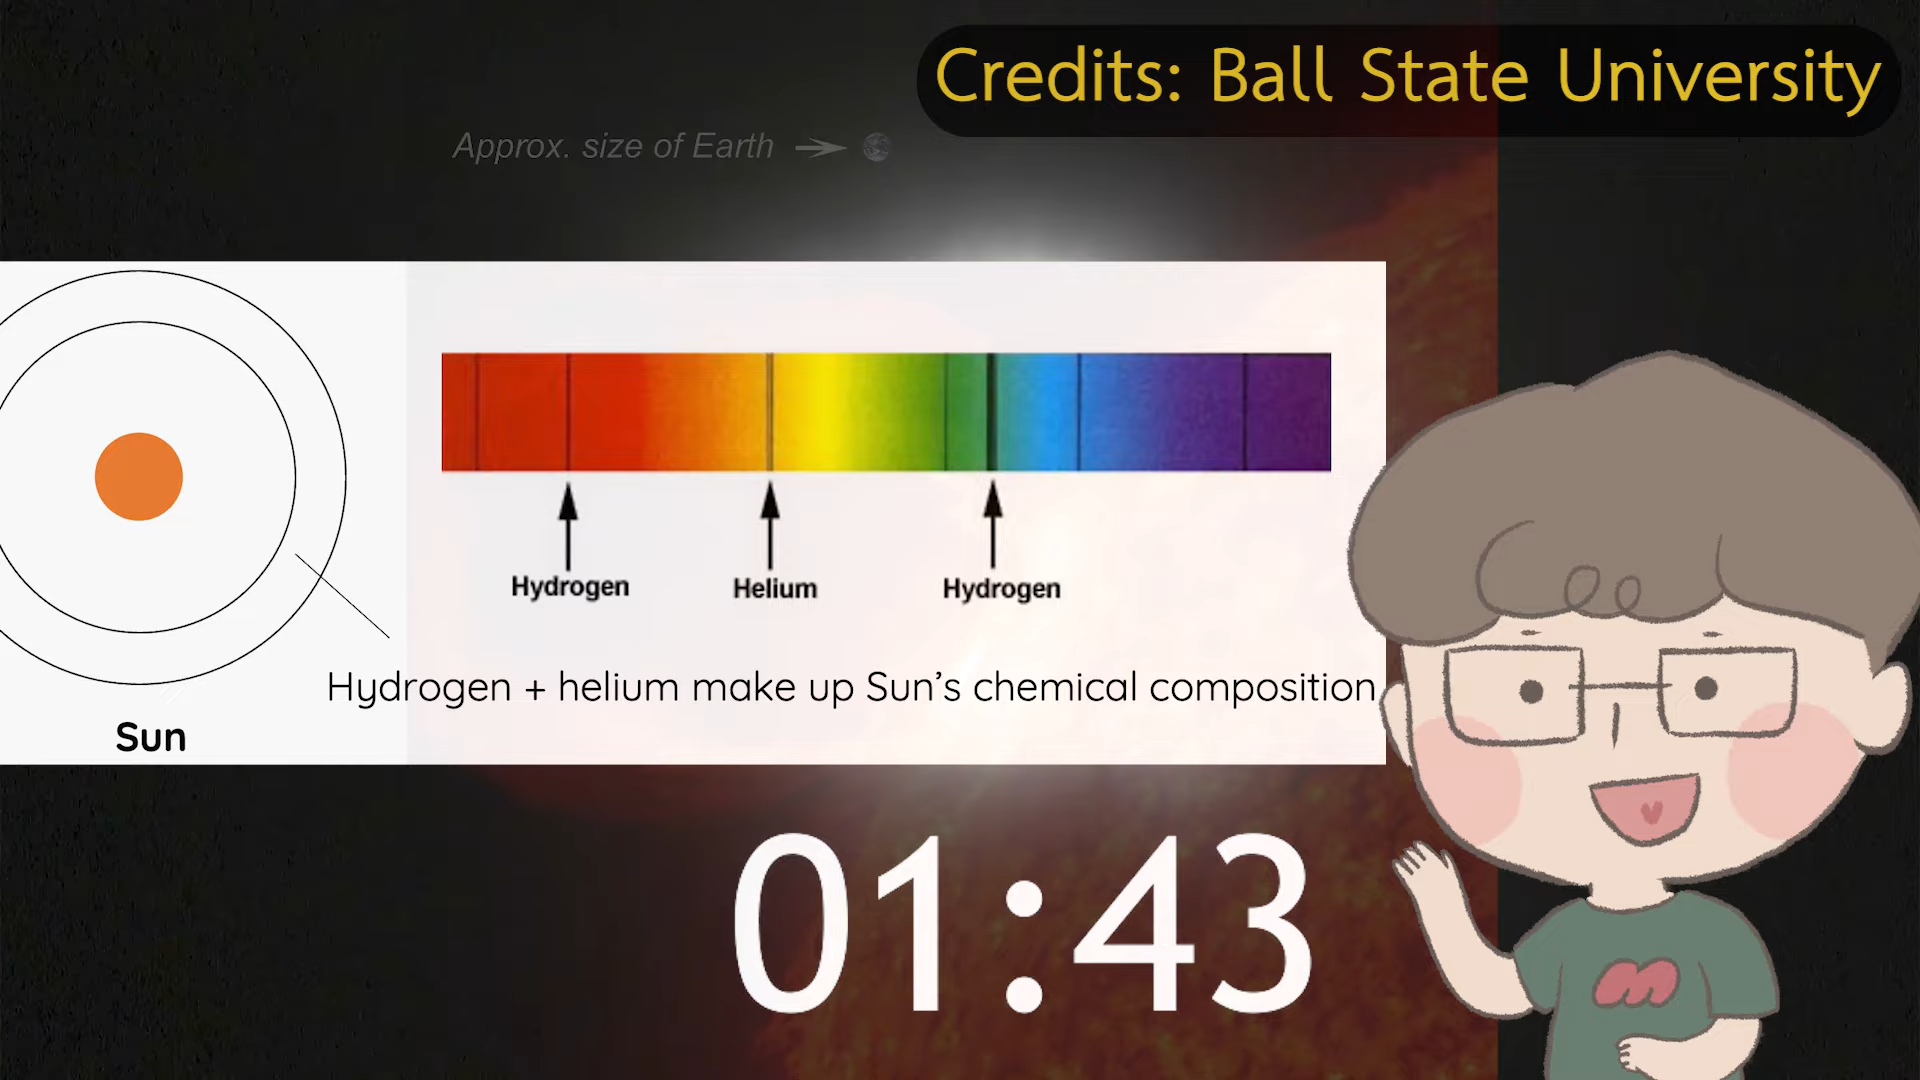 Credits: Ball State University
Approx. size of Earth
Hydrogen
Helium
Hydrogen
Hydrogen + helium make up Sun’s chemical composition
Sun
01:43
m